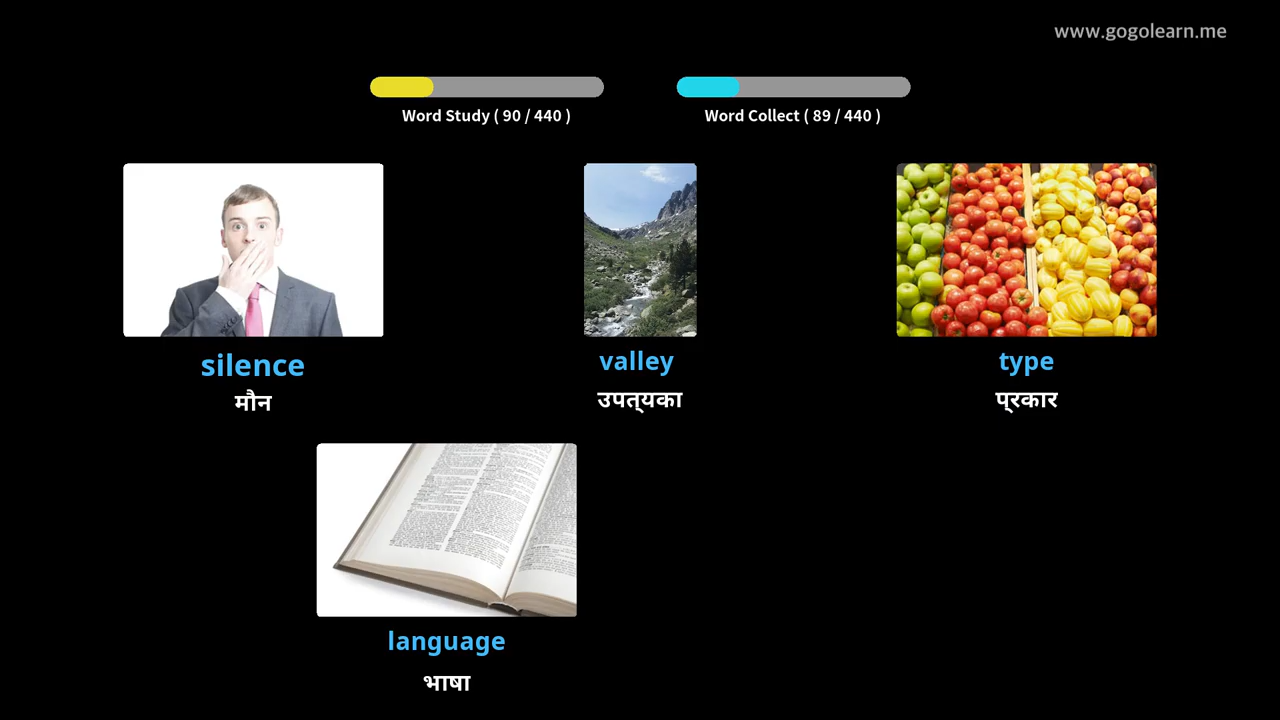 www.gogolearn.me
Word Study ( 90 / 440 )
Word Collect ( 89 / 440 )
silence
मौन
valley
उपत्यका
type
प्रकार
language
भाषा